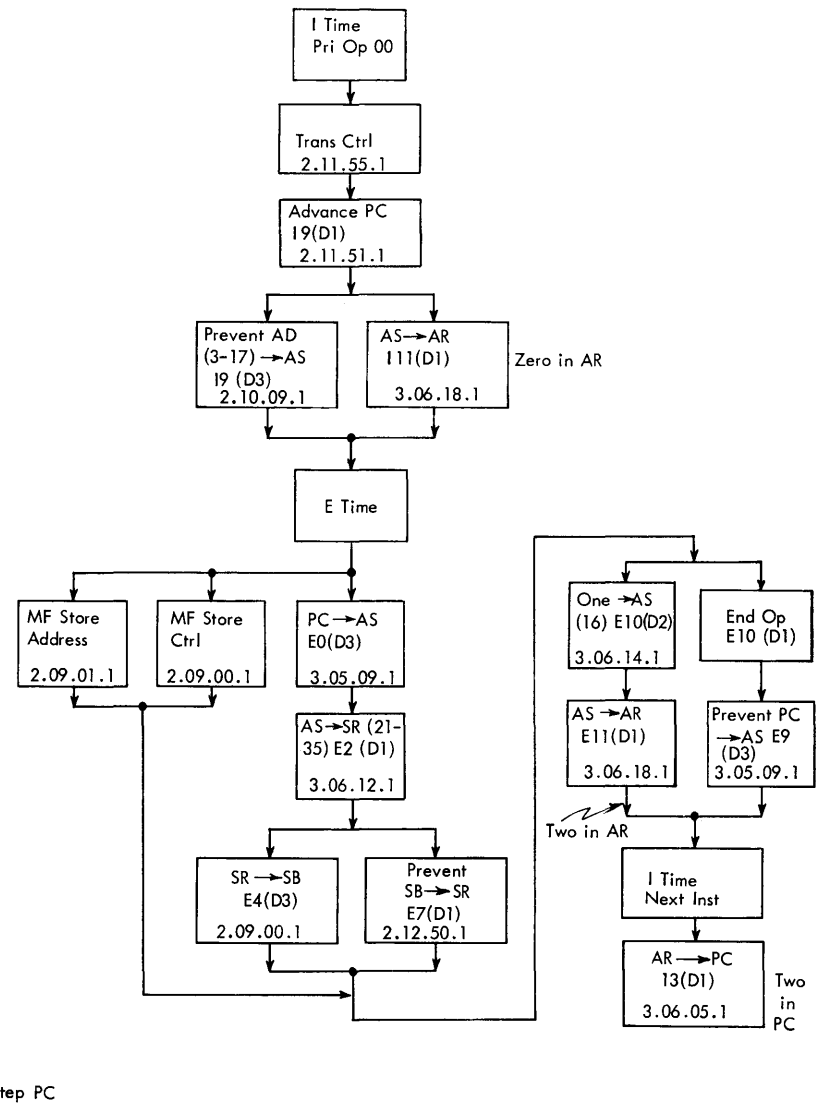 I Time
Pri Op 00
Trans Ctrl
2.11.55.1
Advance PC
I9(D1)
2.11.51.1
Prevent AD
(3-17) →AS
I9 (D3)
2.10.09.1
AS→AR
I11(D1)
3.06.18.1
Zero in AR
E Time
MF Store
Address
2.09.01.1
MF Store
Ctrl
2.09.00.1
PC→AS
E0(D3)
3.05.09.1
AS→SR (21-
35) E2 (D1)
3.06.12.1
SR →SB
E4(D3)
2.09.00.1
Prevent
SB→SR
E7(D1)
2.12.50.1
One →AS
(16) E10(D2)
3.06.14.1
End Op
E10 (D1)
AS →AR
E11(D1)
3.06.18.1
Prevent PC
→AS E9
(D3)
3.05.09.1
Two in AR
I Time
Next Inst
AR →PC
I3(D1)
3.06.05.1
Two
in
PC
tep PC